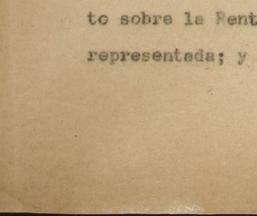 to sobre la Rent
representada; y